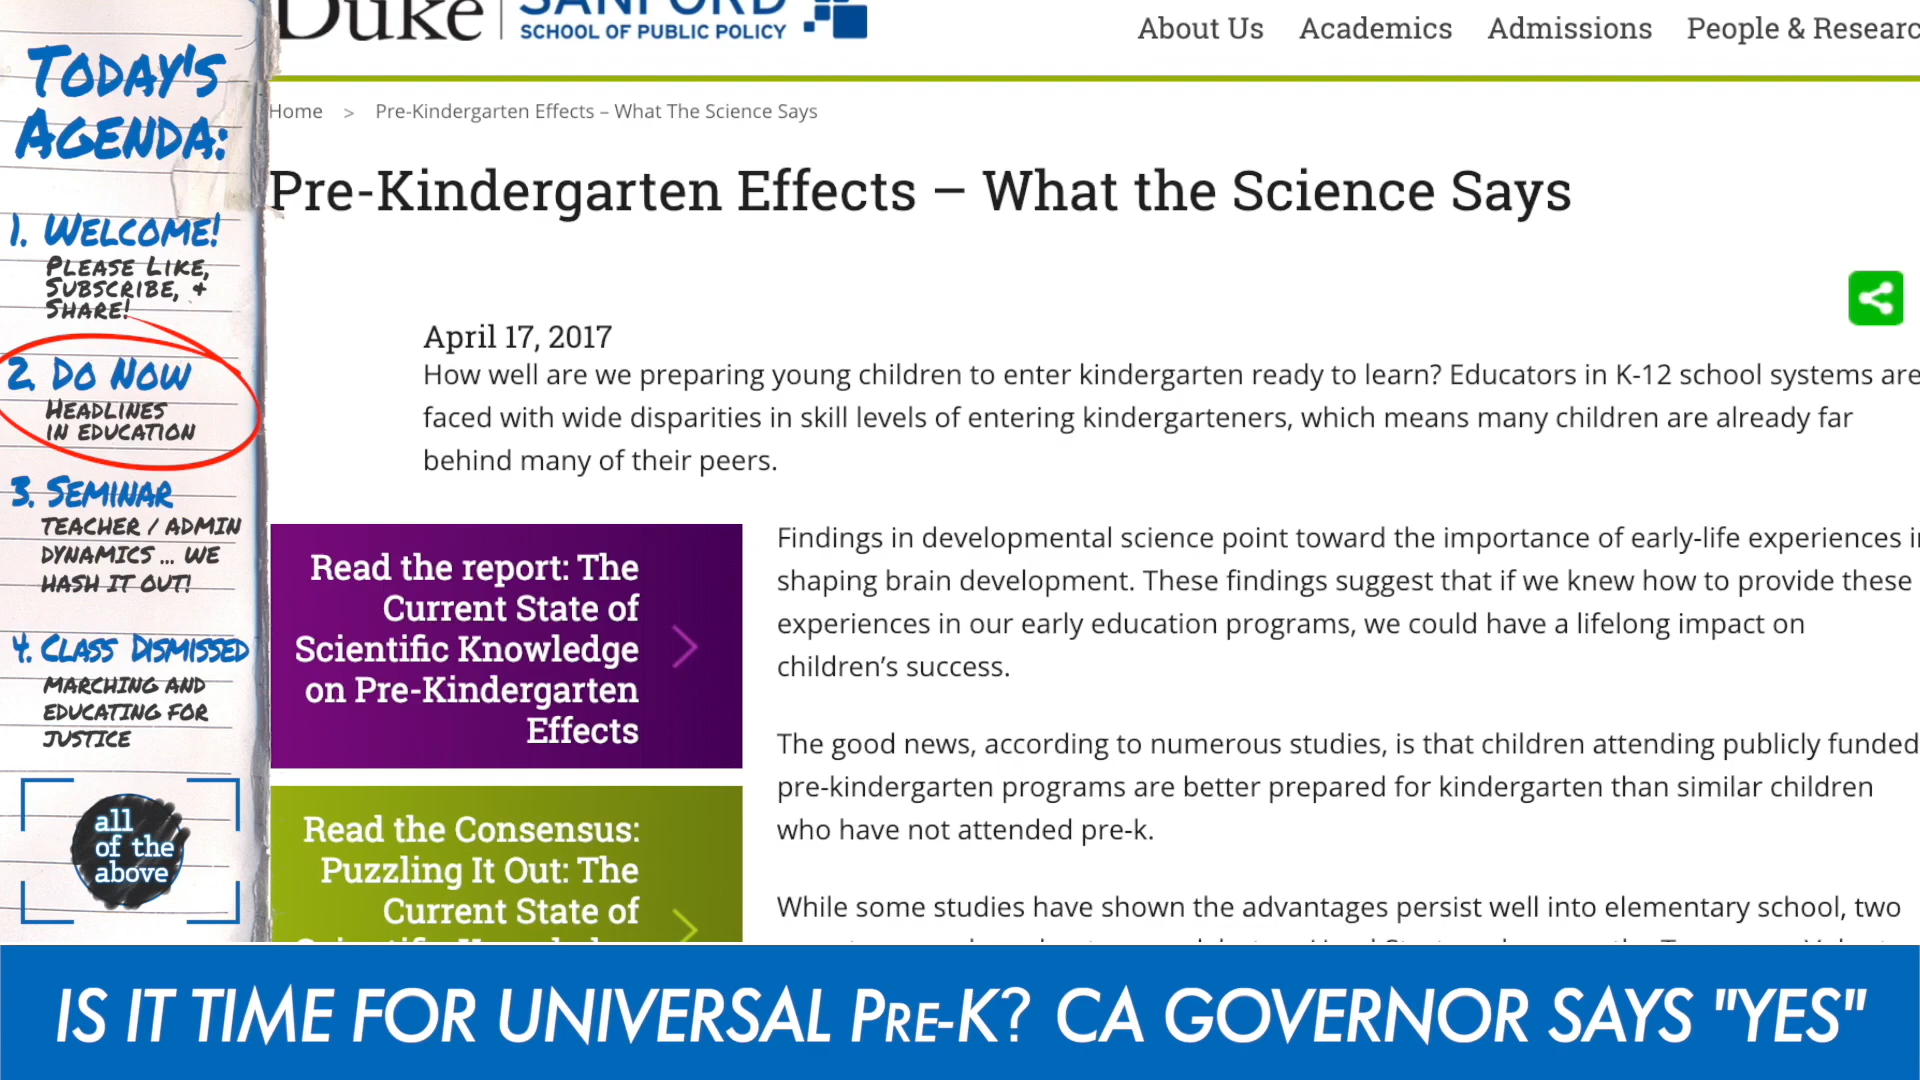 TODAY'S
AGENDA:
1. WELCOME!
PLEASE LIKE,
SUBSCRIBE, +
SHARE!
2. DO NOW
HEADLINES
IN EDUCATION
3. SEMINAR
TEACHER / ADMIN
DYNAMICS ... WE
HASH IT OUT!
4. CLASS DISMISSED
MARCHING AND
EDUCATING FOR
JUSTICE
all
of the
above
Duke
SANFORD
SCHOOL OF PUBLIC POLICY
About Us Academics Admissions People & Researc
Home > Pre-Kindergarten Effects – What The Science Says
Pre-Kindergarten Effects – What the Science Says
April 17, 2017
How well are we preparing young children to enter kindergarten ready to learn? Educators in K-12 school systems are
faced with wide disparities in skill levels of entering kindergarteners, which means many children are already far
behind many of their peers.
Read the report: The
Current State of
Scientific Knowledge
on Pre-Kindergarten
Effects
Read the Consensus:
Puzzling It Out: The
Current State of
Findings in developmental science point toward the importance of early-life experiences in
shaping brain development. These findings suggest that if we knew how to provide these
experiences in our early education programs, we could have a lifelong impact on
children's success.
The good news, according to numerous studies, is that children attending publicly funded
pre-kindergarten programs are better prepared for kindergarten than similar children
who have not attended pre-k.
While some studies have shown the advantages persist well into elementary school, two
IS IT TIME FOR UNIVERSAL PRE-K? CA GOVERNOR SAYS "YES"